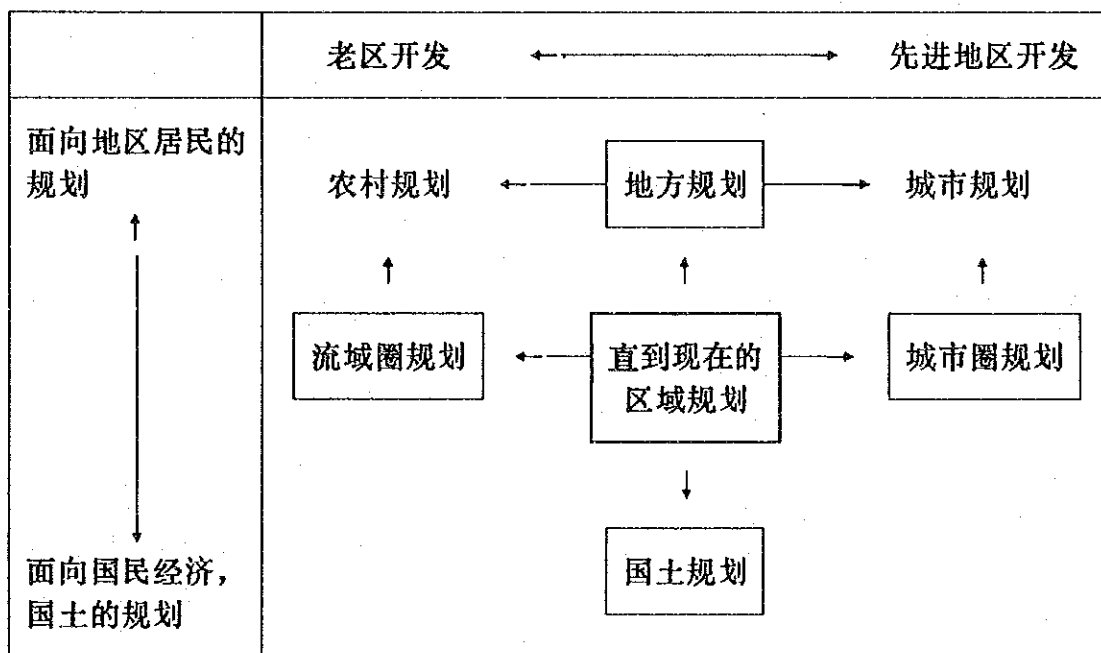 老区开发
先进地区开发
面向地区居民的
规划
农村规划
地方规划
城市规划
流域圈规划
直到现在的
区域规划
城市圈规划
面向国民经济,
国土的规划
国土规划